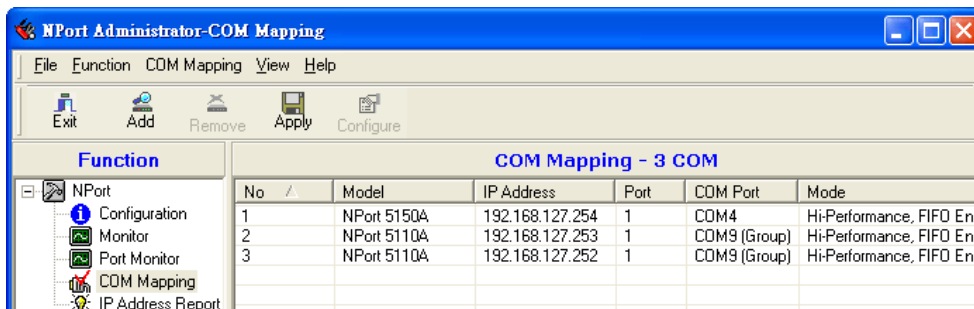 NPort Administrator-COM Mapping
File Function COM Mapping View Help
Exit Add Remove Apply Configure
Function
COM Mapping - 3 COM
NPort
Configuration
Monitor
Port Monitor
COM Mapping
IP Address Report
No Model IP Address Port COM Port Mode
1 NPort 5150A 192.168.127.254 1 COM4 Hi-Performance, FIFO En
2 NPort 5110A 192.168.127.253 1 COM9 (Group) Hi-Performance, FIFO En
3 NPort 5110A 192.168.127.252 1 COM9 (Group) Hi-Performance, FIFO En